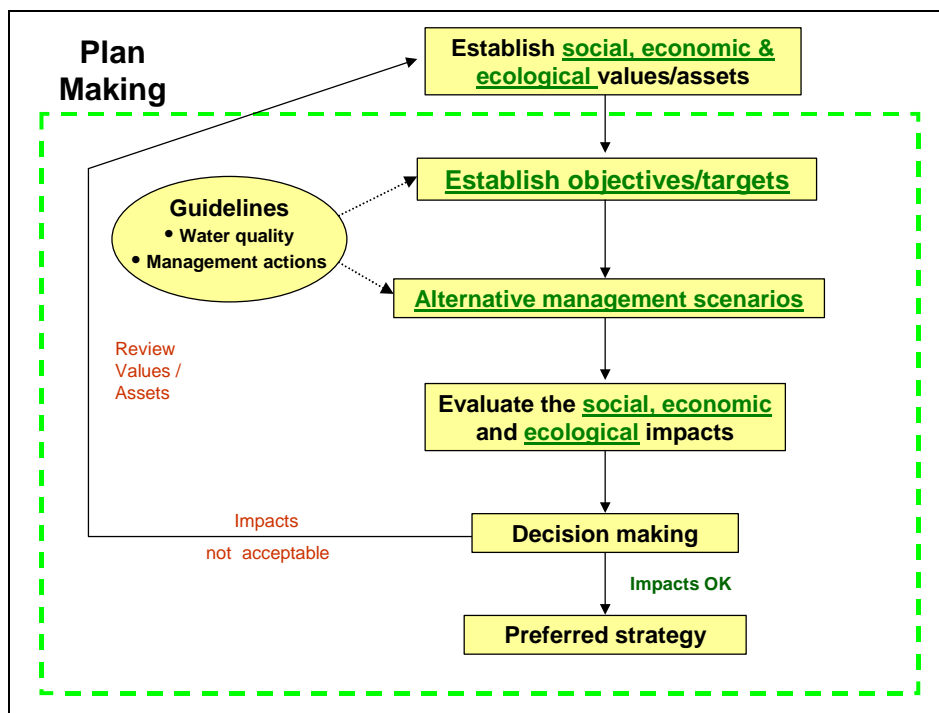 Plan
Making
Establish social, economic &
ecological values/assets
Establish objectives/targets
Guidelines
• Water quality
• Management actions
Alternative management scenarios
Review
Values /
Assets
Evaluate the social, economic
and ecological impacts
Impacts
not acceptable
Decision making
Impacts OK
Preferred strategy